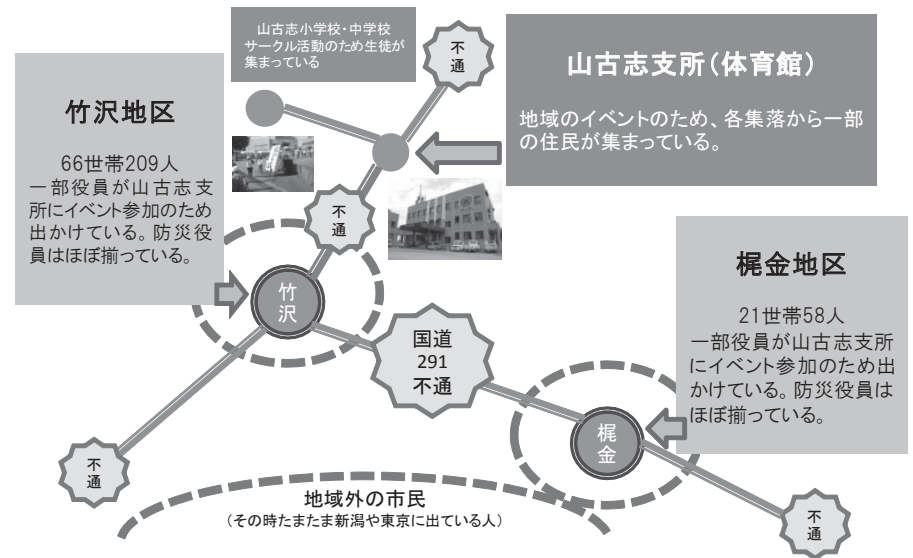 山古志小学校・中学校
サークル活動のため生徒が
集まっている
不
通
山古志支所（体育館）
地域のイベントのため、各集落から一部
の住民が集まっている。
竹沢地区
66世帯209人
一部役員が山古志支
所にイベント参加のため
出かけている。防災役
員はほぼ揃っている。
不
通
竹
沢
国道
291
不通
梶金地区
21世帯58人
一部役員が山古志支所
にイベント参加のため出
かけている。防災役員は
ほぼ揃っている。
梶
金
不
通
地域外の市民
（その時たまたま新潟や東京に出ている人）
不
通